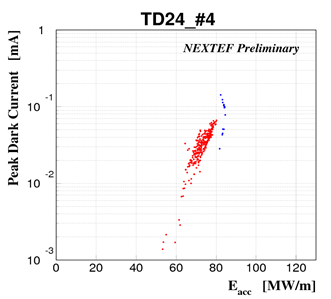 TD24_#4
NEXTEF Preliminary
Peak Dark Current [mA]
1
10⁻¹
10⁻²
10⁻³
0 20 40 60 80 100 120
E_acc [MW/m]